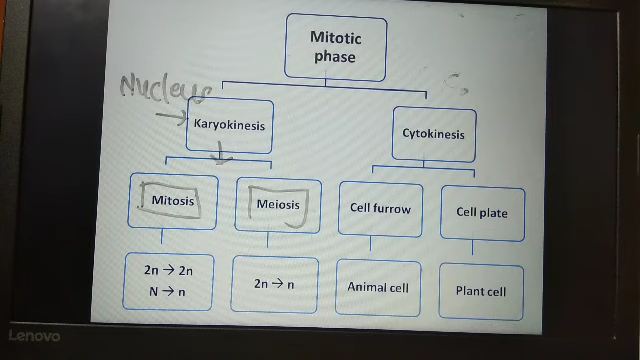 Mitotic
phase
Nucleus
Karyokinesis
Cytokinesis
Mitosis
Meiosis
Cell furrow
Cell plate
2n → 2n
N → n
2n → n
Animal cell
Plant cell
Lenovo